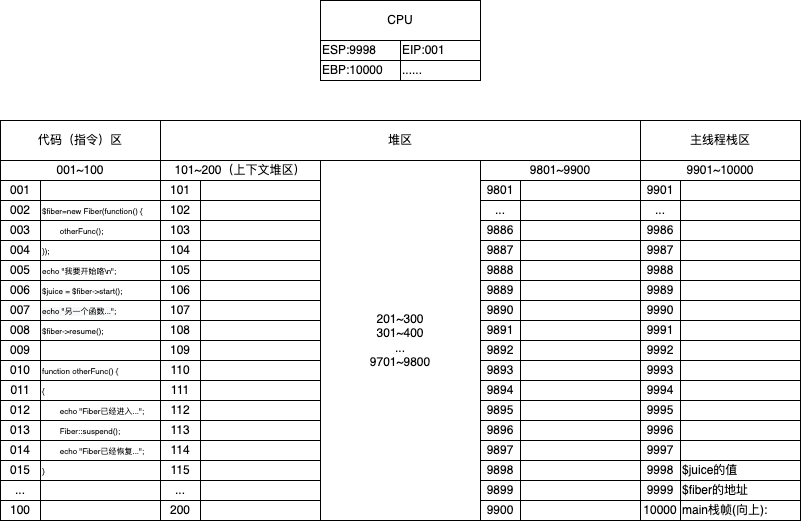 CPU
ESP:9998 EIP:001
EBP:10000 ......
代码（指令）区 堆区 主线程栈区
001~100 101~200（上下文堆区） 9801~9900 9901~10000
001 101 9801 9901
002 $fiber=new Fiber(function() { 102 ... ...
003 otherFunc(); 103 9886 9986
004 }); 104 9887 9987
005 echo "我要开始咯\n"; 105 9888 9988
006 $juice = $fiber->start(); 106 9889 9989
007 echo "另一个函数..."; 107 9890 9990
008 $fiber->resume(); 108 9891 9991
009 109 9892 9992
010 function otherFunc() { 110 9893 9993
011 { 111 9894 9994
012 echo "Fiber已经进入..."; 112 9895 9995
013 Fiber::suspend(); 113 9896 9996
014 echo "Fiber已经恢复..."; 114 9897 9997
015 } 115 9898 9998 $juice的值
... ... 9899 9999 $fiber的地址
100 200 9900 10000 main栈帧(向上):
201~300
301~400
...
9701~9800